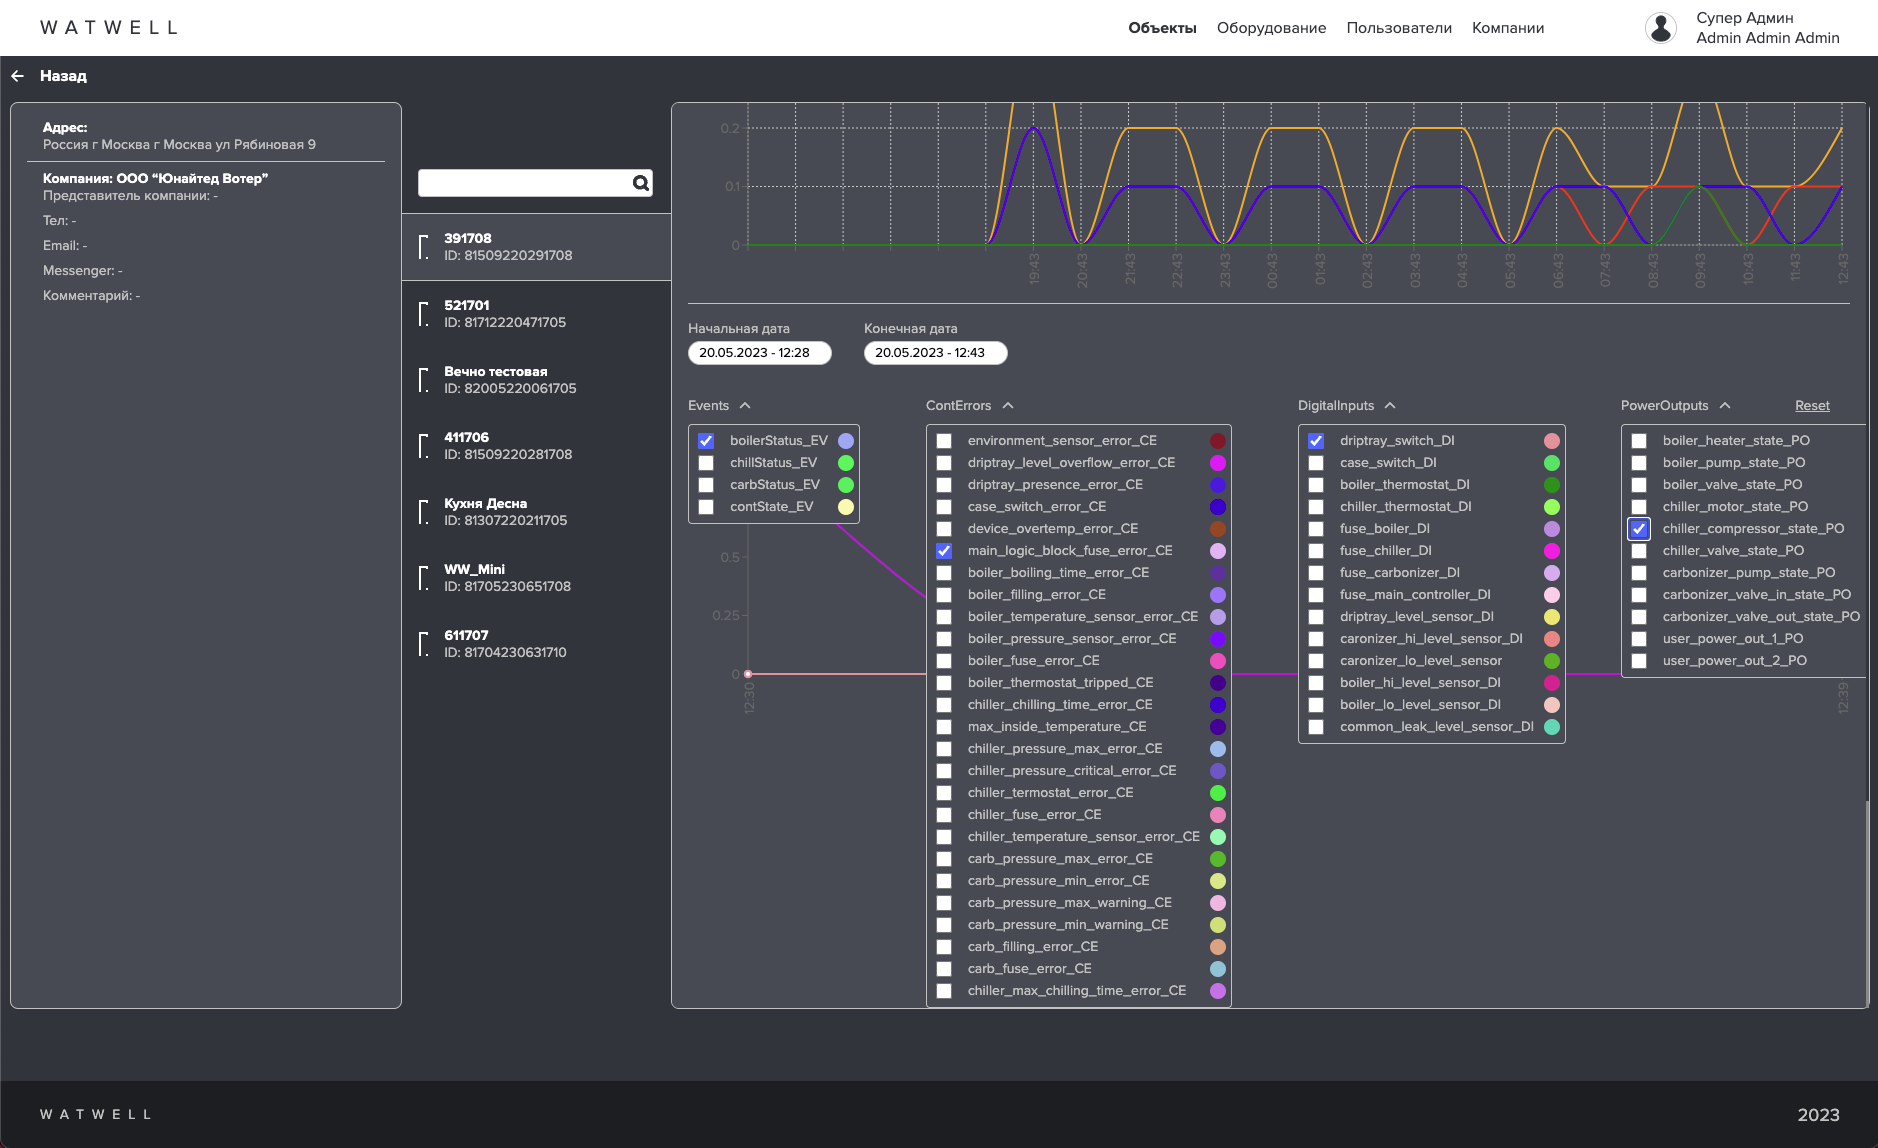 WATWELL
Объекты
Оборудование
Пользователи
Компании
Супер Админ
Admin Admin Admin
Назад
Адрес:
Россия г Москва г Москва ул Рябиновая 9
Компания: ООО “Юнайтед Вотер”
Представитель компании: -
Тел: -
Email: -
Messenger: -
Комментарий: -
391708
ID: 81509220291708
521701
ID: 81712220471705
Вечно тестовая
ID: 82005220061705
411706
ID: 81509220281708
Кухня Десна
ID: 81307220211705
WW_Mini
ID: 81705230651708
611707
ID: 81704230631710
0.2
0.1
0
19:43
20:43
21:43
22:43
23:43
00:43
01:43
02:43
03:43
04:43
05:43
06:43
07:43
08:43
09:43
10:43
11:43
12:43
Начальная дата
20.05.2023 - 12:28
Конечная дата
20.05.2023 - 12:43
Events
boilerStatus_EV
chillStatus_EV
carbStatus_EV
contState_EV
0.5
0.25
0
12:30
ContErrors
environment_sensor_error_CE
driptray_level_overflow_error_CE
driptray_presence_error_CE
case_switch_error_CE
device_overtemp_error_CE
main_logic_block_fuse_error_CE
boiler_boiling_time_error_CE
boiler_filling_error_CE
boiler_temperature_sensor_error_CE
boiler_pressure_sensor_error_CE
boiler_fuse_error_CE
boiler_thermostat_tripped_CE
chiller_chilling_time_error_CE
max_inside_temperature_CE
chiller_pressure_max_error_CE
chiller_pressure_critical_error_CE
chiller_termostat_error_CE
chiller_fuse_error_CE
chiller_temperature_sensor_error_CE
carb_pressure_max_error_CE
carb_pressure_min_error_CE
carb_pressure_max_warning_CE
carb_pressure_min_warning_CE
carb_filling_error_CE
carb_fuse_error_CE
chiller_max_chilling_time_error_CE
DigitalInputs
driptray_switch_DI
case_switch_DI
boiler_thermostat_DI
chiller_thermostat_DI
fuse_boiler_DI
fuse_chiller_DI
fuse_carbonizer_DI
fuse_main_controller_DI
driptray_level_sensor_DI
caronizer_hi_level_sensor_DI
caronizer_lo_level_sensor
boiler_hi_level_sensor_DI
boiler_lo_level_sensor_DI
common_leak_level_sensor_DI
PowerOutputs
Reset
boiler_heater_state_PO
boiler_pump_state_PO
boiler_valve_state_PO
chiller_motor_state_PO
chiller_compressor_state_PO
chiller_valve_state_PO
carbonizer_pump_state_PO
carbonizer_valve_in_state_PO
carbonizer_valve_out_state_PO
user_power_out_1_PO
user_power_out_2_PO
12:39
WATWELL
2023